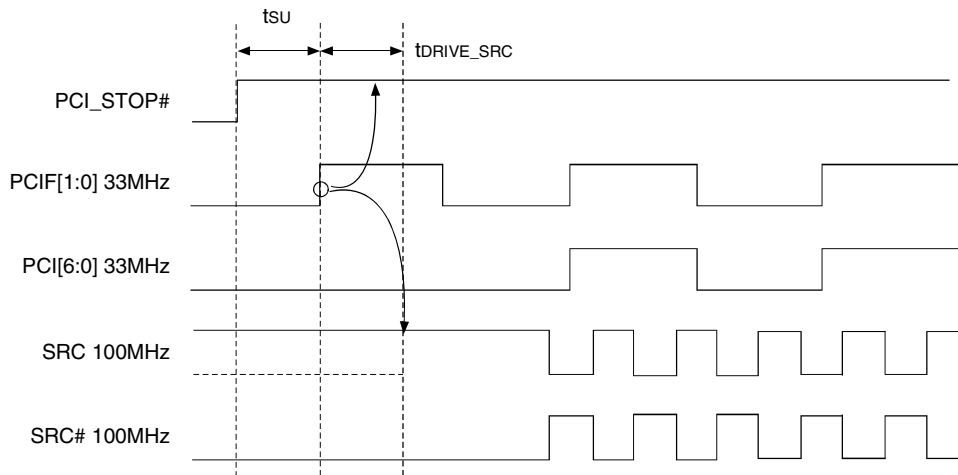 tSU
tDRIVE_SRC
PCI_STOP#
PCIF[1:0] 33MHz
PCI[6:0] 33MHz
SRC 100MHz
SRC# 100MHz